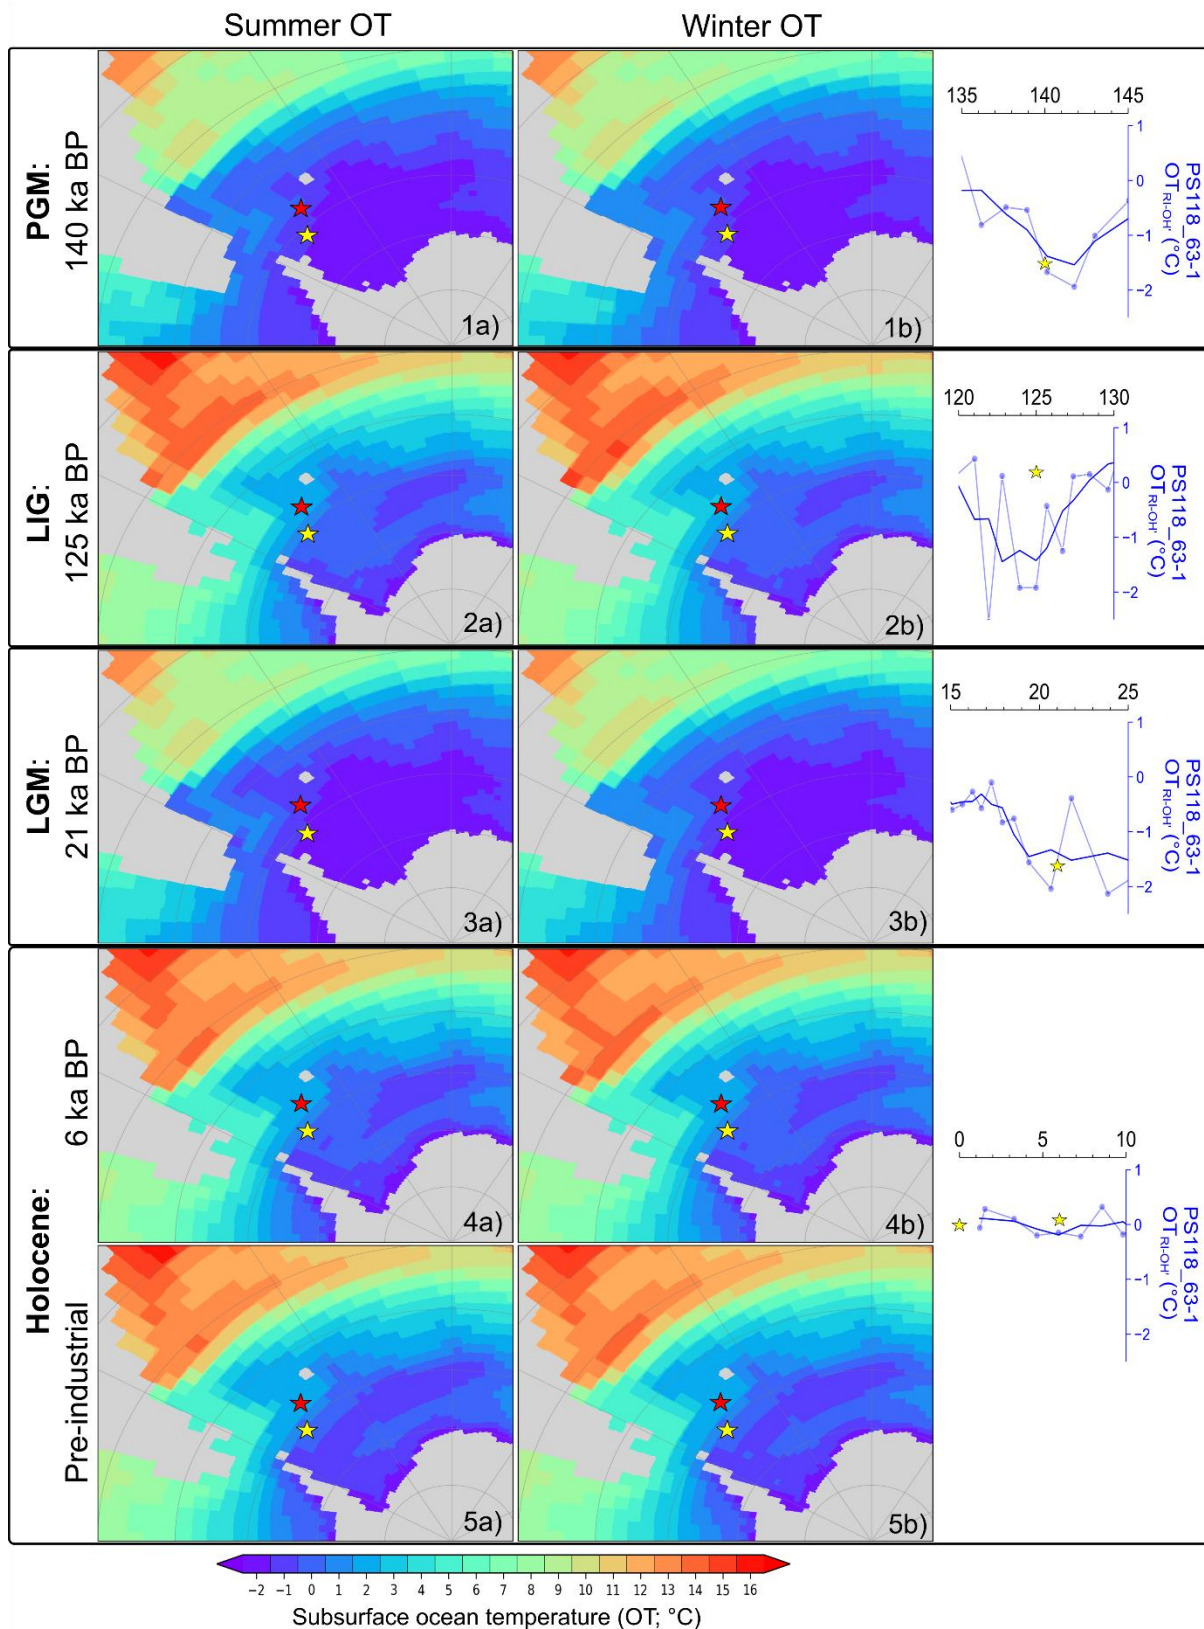 Summer OT
Winter OT
PGM:
140 ka BP
1a)
1b)
135 140 145
1
0
−1
−2
PS118_63-1
OT_RI-OH' (°C)
LIG:
125 ka BP
2a)
2b)
120 125 130
1
0
−1
−2
PS118_63-1
OT_RI-OH' (°C)
LGM:
21 ka BP
3a)
3b)
15 20 25
1
0
−1
−2
PS118_63-1
OT_RI-OH' (°C)
Holocene:
6 ka BP
4a)
4b)
0 5 10
1
0
−1
−2
PS118_63-1
OT_RI-OH' (°C)
Pre-industrial
5a)
5b)
−2 −1 0 1 2 3 4 5 6 7 8 9 10 11 12 13 14 15 16
Subsurface ocean temperature (OT; °C)